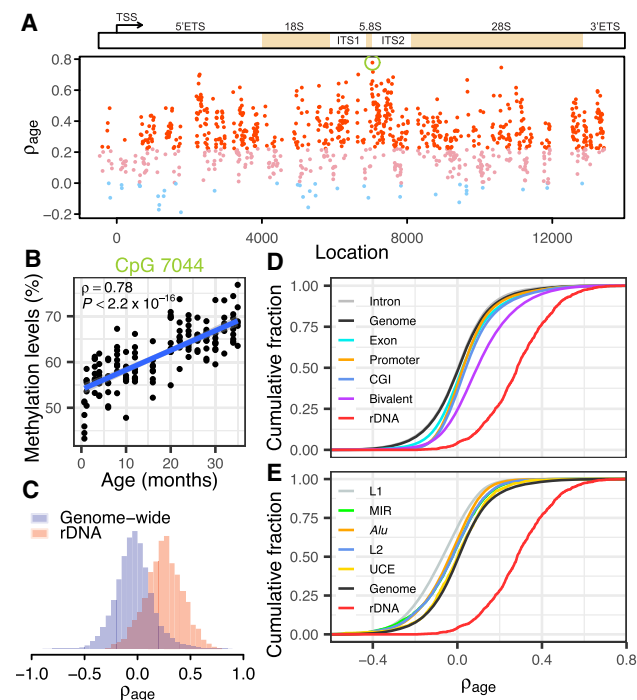 A
TSS
5'ETS 18S 5.8S 28S 3'ETS
ITS1 ITS2
0.8
0.6
0.4
0.2
0.0
−0.2
ρage
0 4000 8000 12000
Location
B
CpG 7044
ρ = 0.78
P < 2.2 x 10−16
Methylation levels (%)
70
60
50
0 10 20 30
Age (months)
C
Genome-wide
rDNA
−1.0 −0.5 0.0 0.5 1.0
ρage
D
Cumulative fraction
1.00
0.75
0.50
0.25
0.00
Intron
Genome
Exon
Promoter
CGI
Bivalent
rDNA
E
Cumulative fraction
1.00
0.75
0.50
0.25
0.00
L1
MIR
Alu
L2
UCE
Genome
rDNA
−0.4 0.0 0.4 0.8
ρage